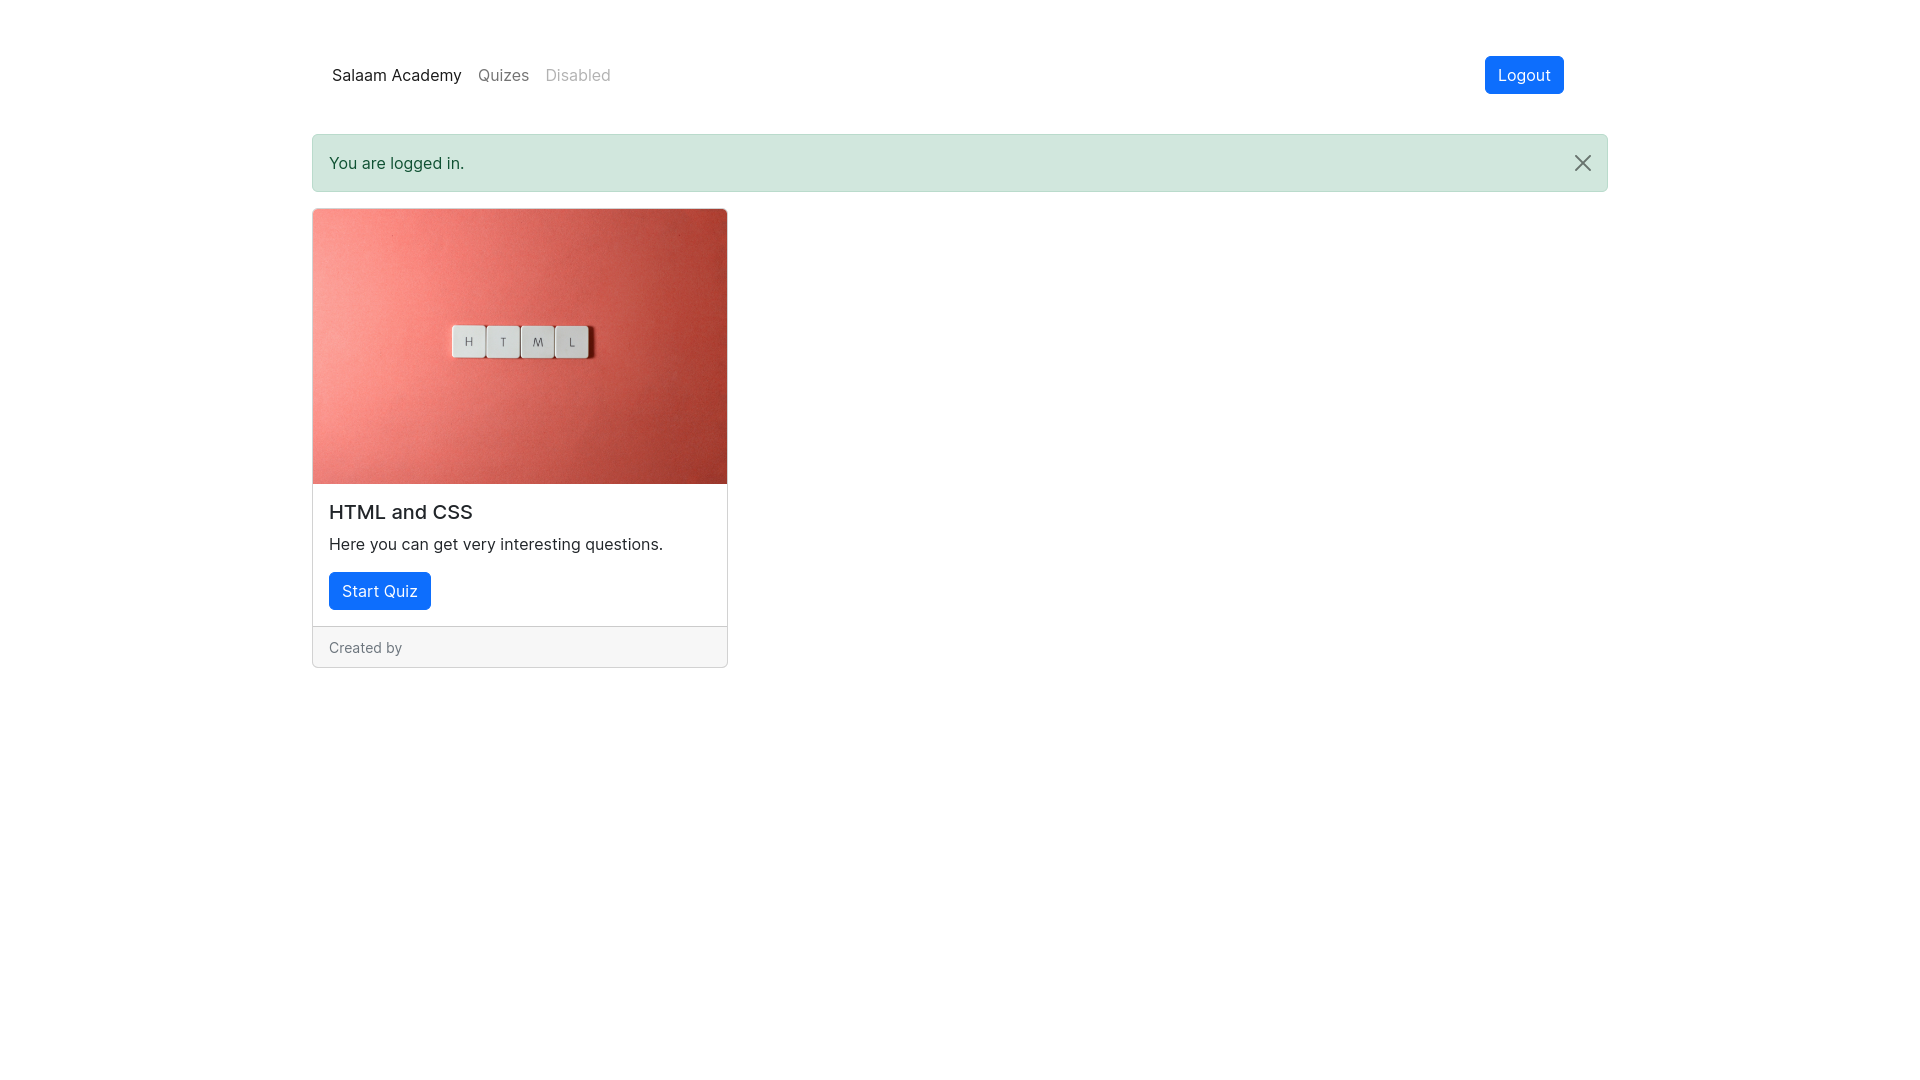 Salaam Academy Quizes Disabled Logout
You are logged in.
H T M L
HTML and CSS
Here you can get very interesting questions.
Start Quiz
Created by